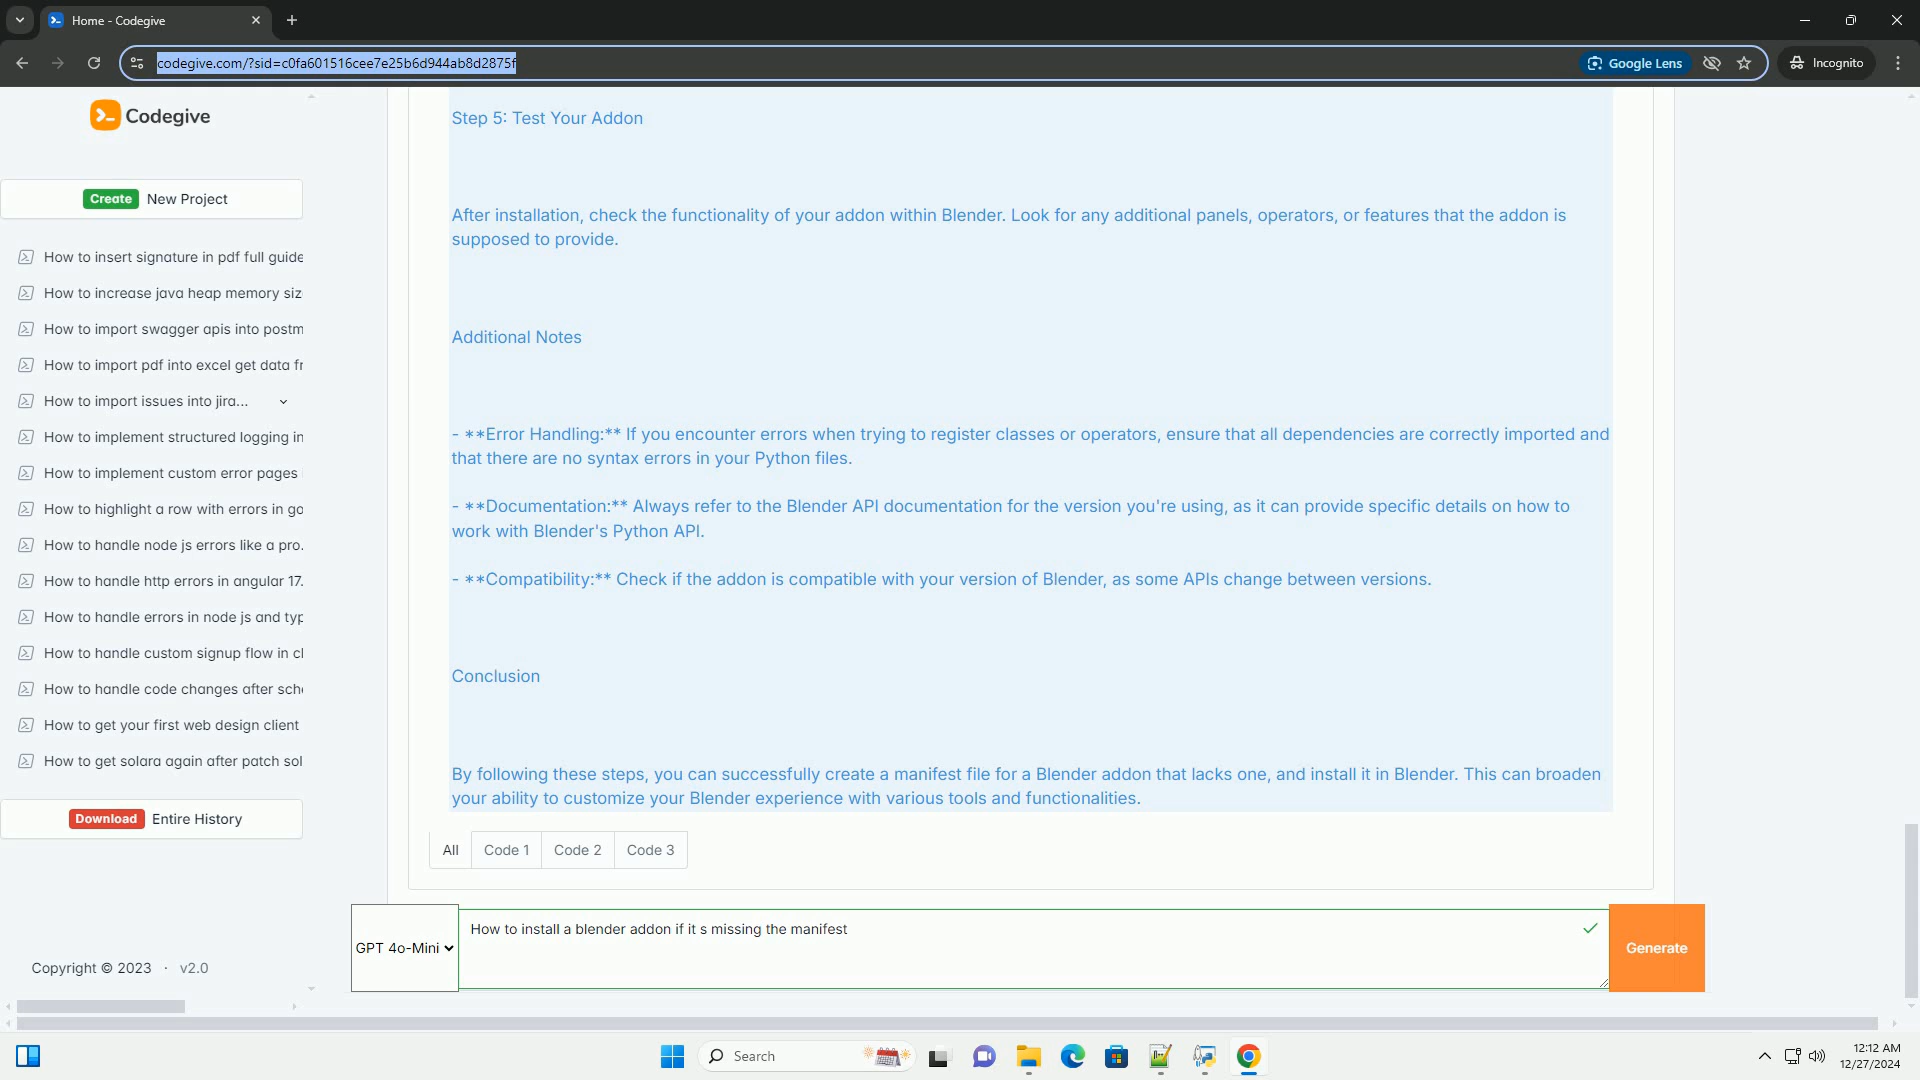 Home - Codegive
codegive.com/?sid=c0fa601516cee7e25b6d944ab8d2875f
Google Lens
Incognito
Codegive
Create New Project
How to insert signature in pdf full guide
How to increase java heap memory siz
How to import swagger apis into postm
How to import pdf into excel get data fr
How to import issues into jira...
How to implement structured logging in
How to implement custom error pages
How to highlight a row with errors in go
How to handle node js errors like a pro.
How to handle http errors in angular 17.
How to handle errors in node js and typ
How to handle custom signup flow in cl
How to handle code changes after sche
How to get your first web design client
How to get solara again after patch sol
Download Entire History
Copyright © 2023 · v2.0
Step 5: Test Your Addon
After installation, check the functionality of your addon within Blender. Look for any additional panels, operators, or features that the addon is
supposed to provide.
Additional Notes
- **Error Handling:** If you encounter errors when trying to register classes or operators, ensure that all dependencies are correctly imported and
that there are no syntax errors in your Python files.
- **Documentation:** Always refer to the Blender API documentation for the version you're using, as it can provide specific details on how to
work with Blender's Python API.
- **Compatibility:** Check if the addon is compatible with your version of Blender, as some APIs change between versions.
Conclusion
By following these steps, you can successfully create a manifest file for a Blender addon that lacks one, and install it in Blender. This can broaden
your ability to customize your Blender experience with various tools and functionalities.
All Code 1 Code 2 Code 3
GPT 4o-Mini
How to install a blender addon if it s missing the manifest
Generate
Search
12:12 AM
12/27/2024